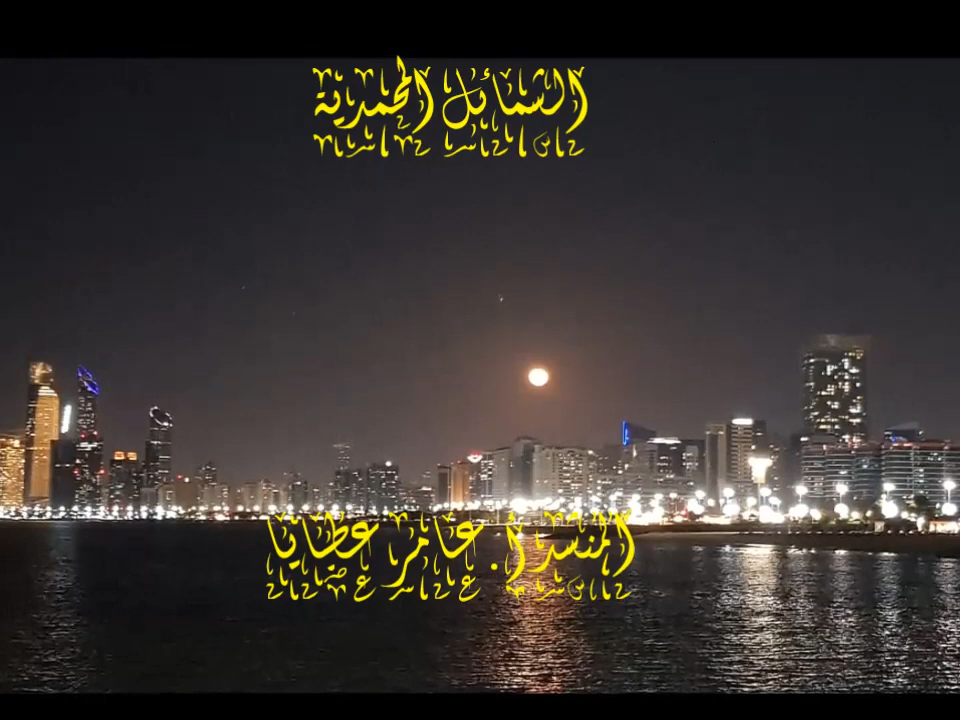 الشمائل المحمدية
المنشد أ. عامر عطايا